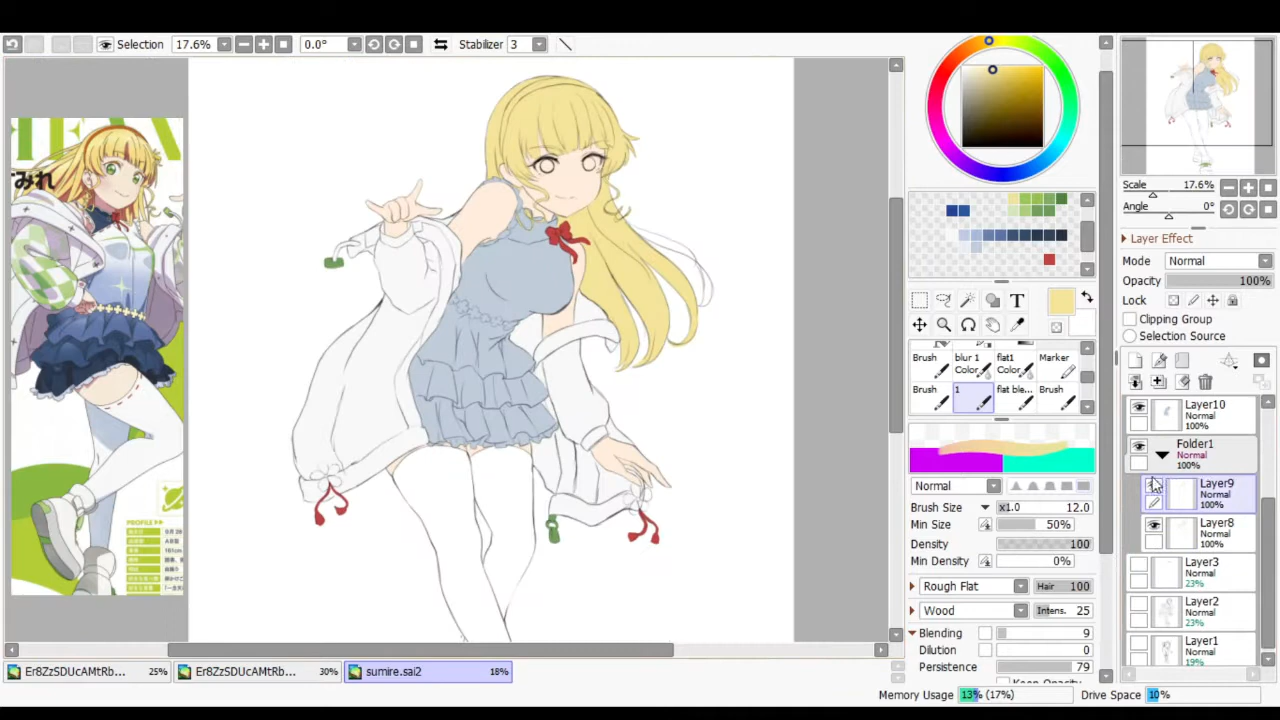 Selection 17.6% 0.0° Stabilizer 3
みれ
PROFILE
Scale 17.6%
Angle 0°
Layer Effect
Mode Normal
Opacity 100%
Lock
Clipping Group
Selection Source
T
Brush blur 1 Color... flat1 Color... Marker
Brush 1 flat ble... Brush
Normal
Brush Size x1.0 12.0
Min Size 50%
Density 100
Min Density 0%
Rough Flat Hair 100
Wood Intens. 25
Blending 9
Dilution 0
Persistence 79
Layer10
Normal
100%
Folder1
Normal
100%
Layer9
Normal
100%
Layer8
Normal
100%
Layer3
Normal
23%
Layer2
Normal
23%
Layer1
Normal
19%
Er8ZzSDUcAMtRb... 25% Er8ZzSDUcAMtRb... 30% sumire.sai2 18%
Memory Usage 13% (17%) Drive Space 10%